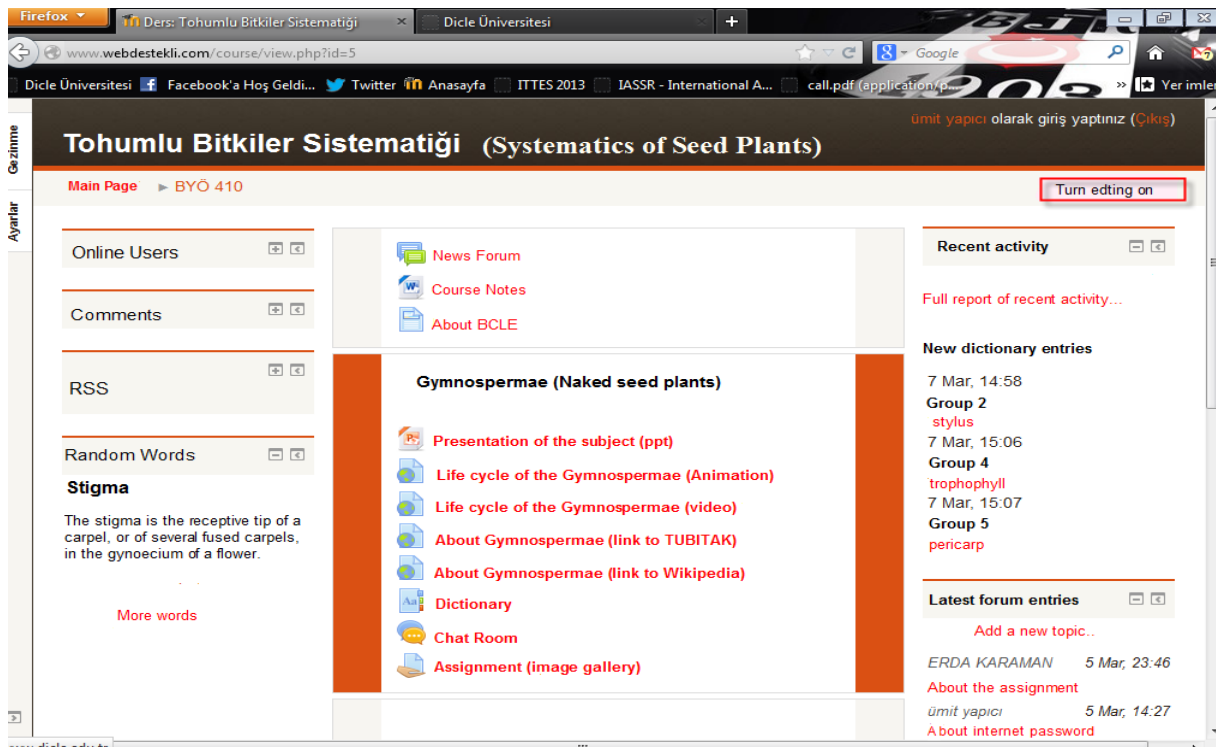 Firefox
Ders: Tohumlu Bitkiler Sistematiği
Dicle Üniversitesi
www.webdestekli.com/course/view.php?id=5
Google
Dicle Üniversitesi
Facebook'a Hoş Geldi...
Twitter
Anasayfa
ITTES 2013
IASSR - International A...
call.pdf (application/p...
Yer imler
Gezinme
Ayarlar
ümit yapıcı olarak giriş yaptınız (Çıkış)
Tohumlu Bitkiler Sistematiği (Systematics of Seed Plants)
Main Page ► BYÖ 410
Turn edting on
Online Users
Comments
RSS
Random Words
Stigma
The stigma is the receptive tip of a
carpel, or of several fused carpels,
in the gynoecium of a flower.
More words
News Forum
Course Notes
About BCLE
Gymnospermae (Naked seed plants)
Presentation of the subject (ppt)
Life cycle of the Gymnospermae (Animation)
Life cycle of the Gymnospermae (video)
About Gymnospermae (link to TUBITAK)
About Gymnospermae (link to Wikipedia)
Dictionary
Chat Room
Assignment (image gallery)
Recent activity
Full report of recent activity...
New dictionary entries
7 Mar, 14:58
Group 2
stylus
7 Mar, 15:06
Group 4
trophophyll
7 Mar, 15:07
Group 5
pericarp
Latest forum entries
Add a new topic..
ERDA KARAMAN 5 Mar, 23:46
About the assignment
ümit yapıcı 5 Mar, 14:27
About internet password